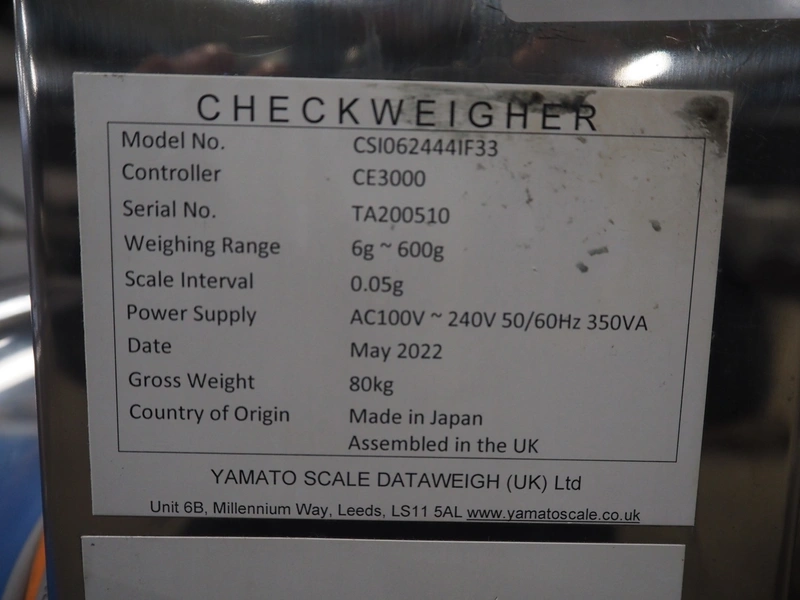 CHECKWEIGHER
Model No. CSI062444IF33
Controller CE3000
Serial No. TA200510
Weighing Range 6g ~ 600g
Scale Interval 0.05g
Power Supply AC100V ~ 240V 50/60Hz 350VA
Date May 2022
Gross Weight 80kg
Country of Origin Made in Japan
Assembled in the UK
YAMATO SCALE DATAWEIGH (UK) Ltd
Unit 6B, Millennium Way, Leeds, LS11 5AL www.yamatoscale.co.uk